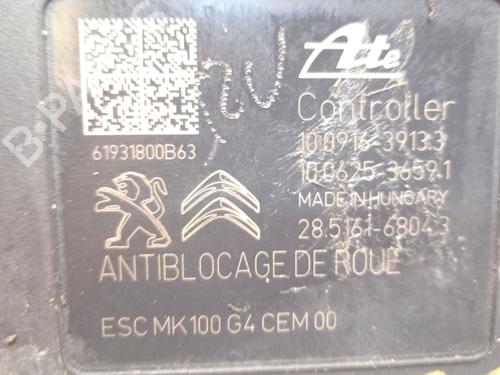 Ate
Controller
10.0916-3913.3
10.0625-3659.1
61931800B63
MADE IN HUNGARY
28.5161-6804.3
ANTIBLOCAGE DE ROUE
ESC MK100 G4 CEM 00